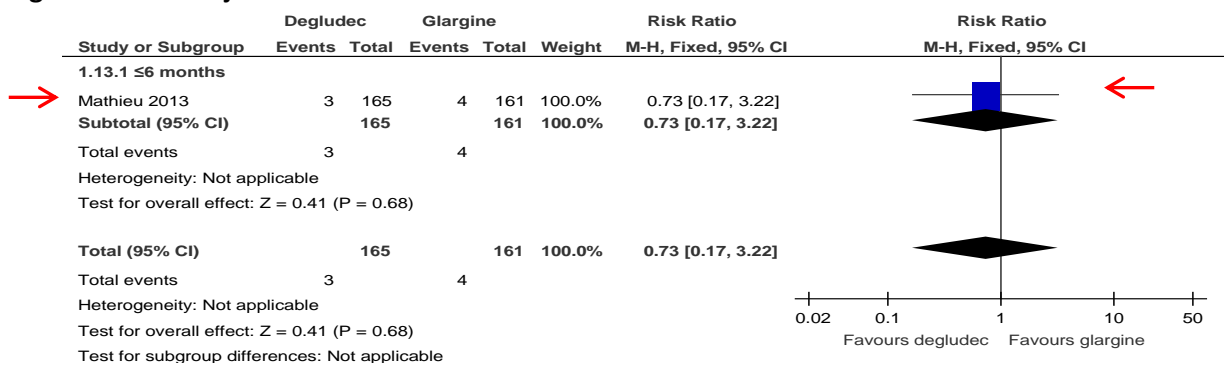 Degludec Glargine Risk Ratio Risk Ratio
Study or Subgroup Events Total Events Total Weight M-H, Fixed, 95% CI M-H, Fixed, 95% CI
1.13.1 ≤6 months
Mathieu 2013 3 165 4 161 100.0% 0.73 [0.17, 3.22]
Subtotal (95% CI) 165 161 100.0% 0.73 [0.17, 3.22]
Total events 3 4
Heterogeneity: Not applicable
Test for overall effect: Z = 0.41 (P = 0.68)
Total (95% CI) 165 161 100.0% 0.73 [0.17, 3.22]
Total events 3 4
Heterogeneity: Not applicable
Test for overall effect: Z = 0.41 (P = 0.68)
Test for subgroup differences: Not applicable
0.02 0.1 1 10 50
Favours degludec Favours glargine